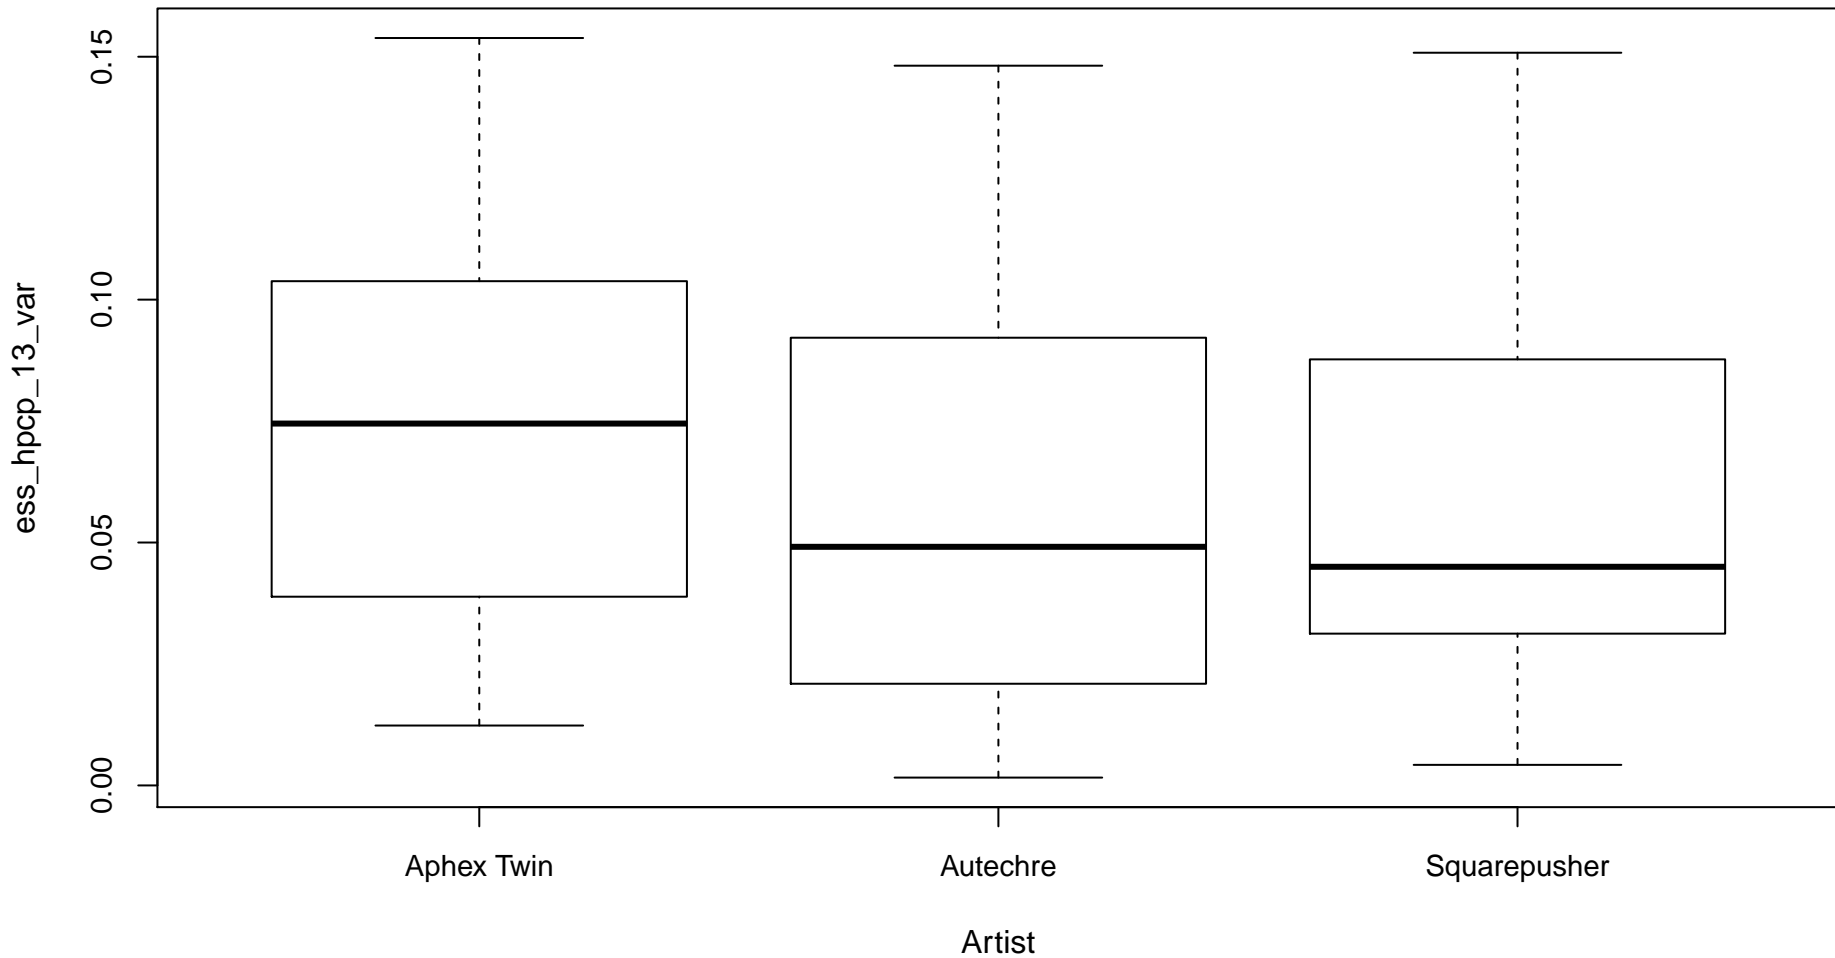 ess_hpcp_13_var
0.15
0.10
0.05
0.00
Aphex Twin
Autechre
Squarepusher
Artist